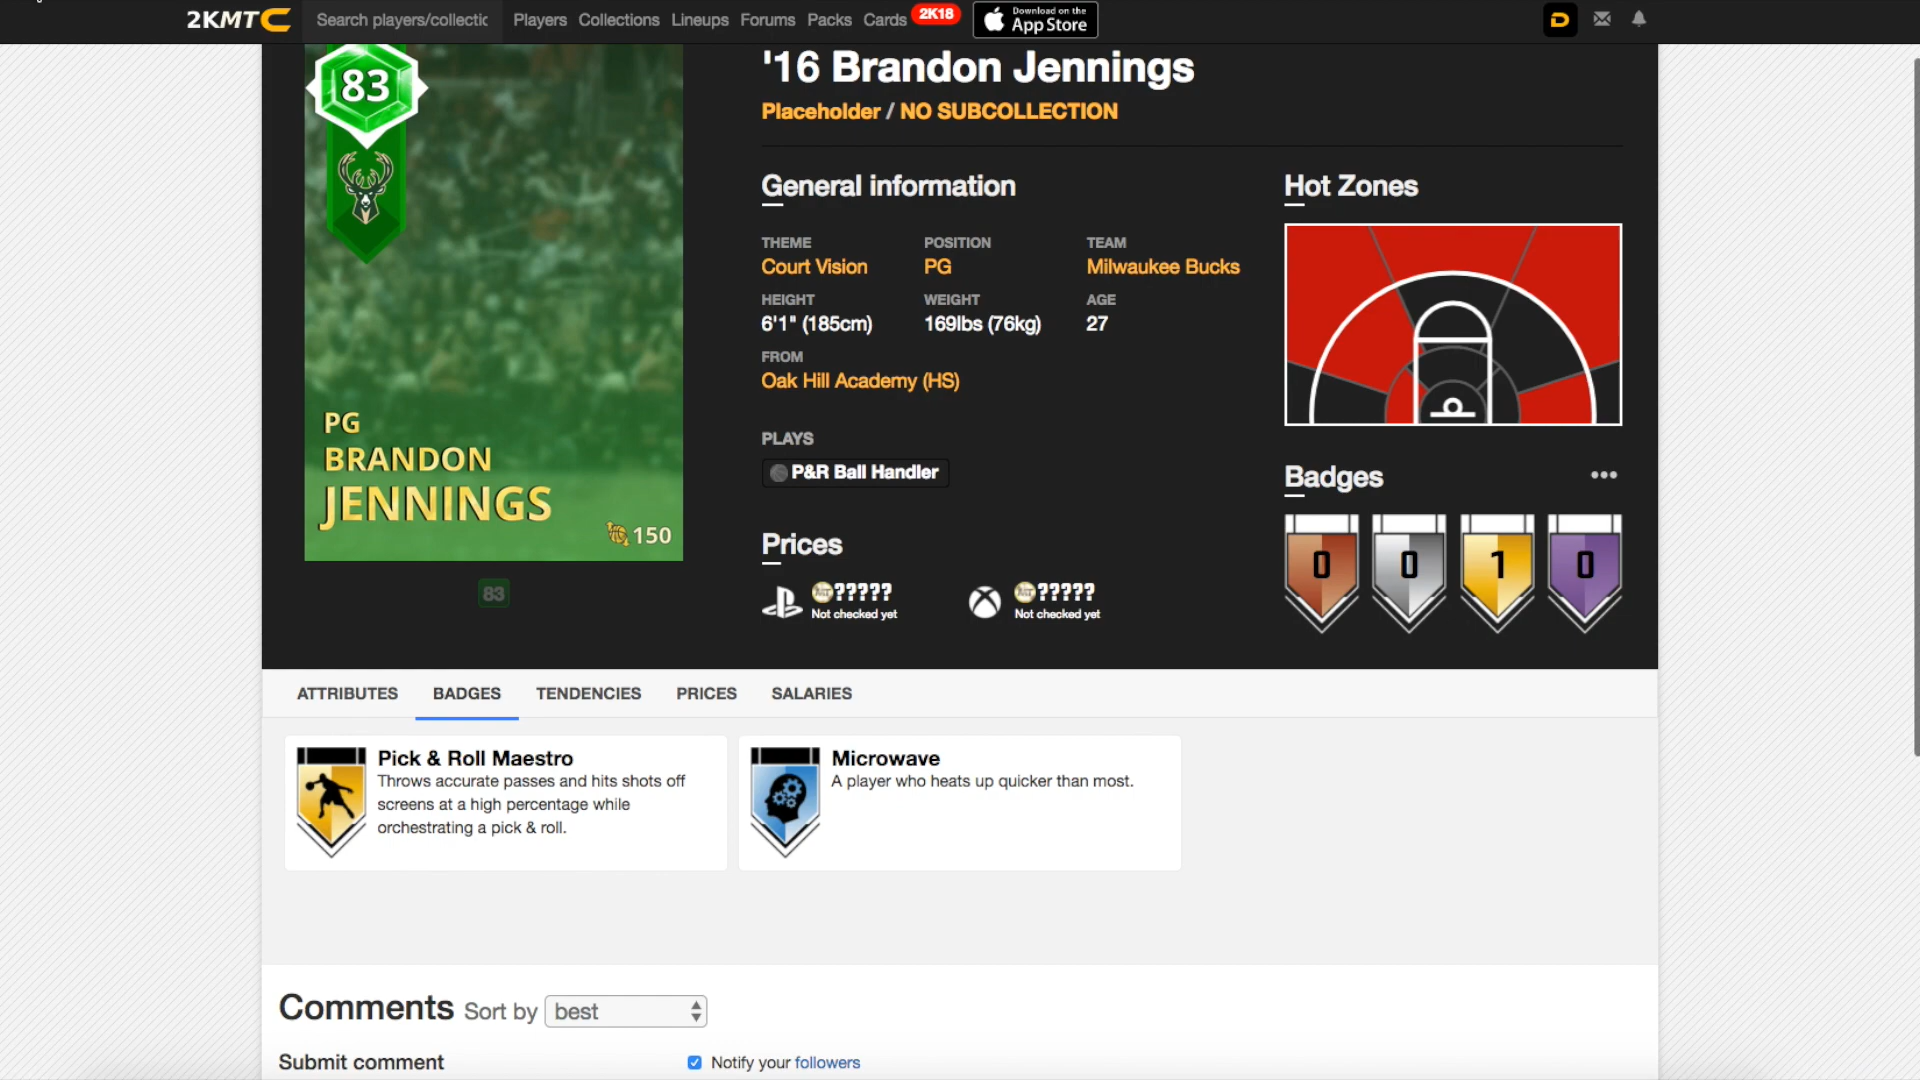 2KMTC Search players/collectic Players Collections Lineups Forums Packs Cards 2K18 Download on the App Store
83
'16 Brandon Jennings
Placeholder / NO SUBCOLLECTION
General information
THEME POSITION TEAM
Court Vision PG Milwaukee Bucks
HEIGHT WEIGHT AGE
6'1" (185cm) 169lbs (76kg) 27
FROM
Oak Hill Academy (HS)
PLAYS
P&R Ball Handler
PG
BRANDON
JENNINGS
150
83
Prices
????? ?????
Not checked yet Not checked yet
Hot Zones
Badges •••
0 0 1 0
ATTRIBUTES BADGES TENDENCIES PRICES SALARIES
Pick & Roll Maestro
Throws accurate passes and hits shots off
screens at a high percentage while
orchestrating a pick & roll.
Microwave
A player who heats up quicker than most.
Comments Sort by best
Submit comment Notify your followers